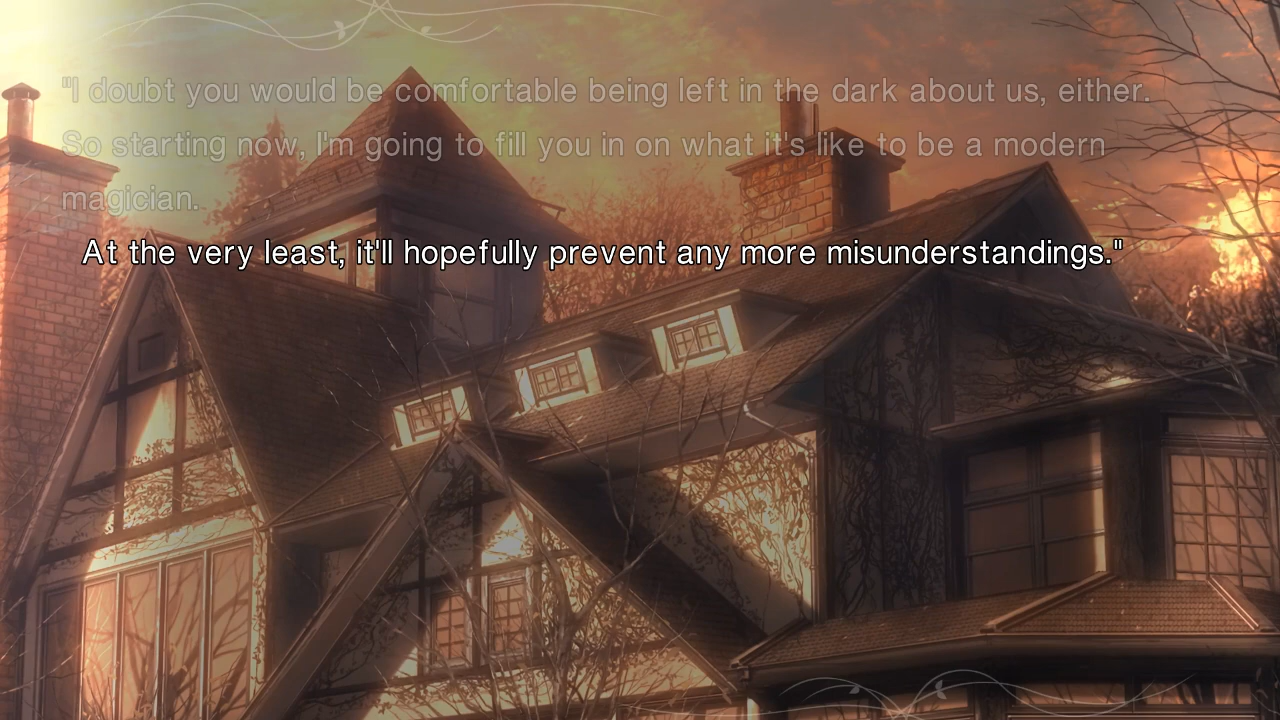 "I doubt you would be comfortable being left in the dark about us, either.
So starting now, I'm going to fill you in on what it's like to be a modern
magician.
At the very least, it'll hopefully prevent any more misunderstandings."